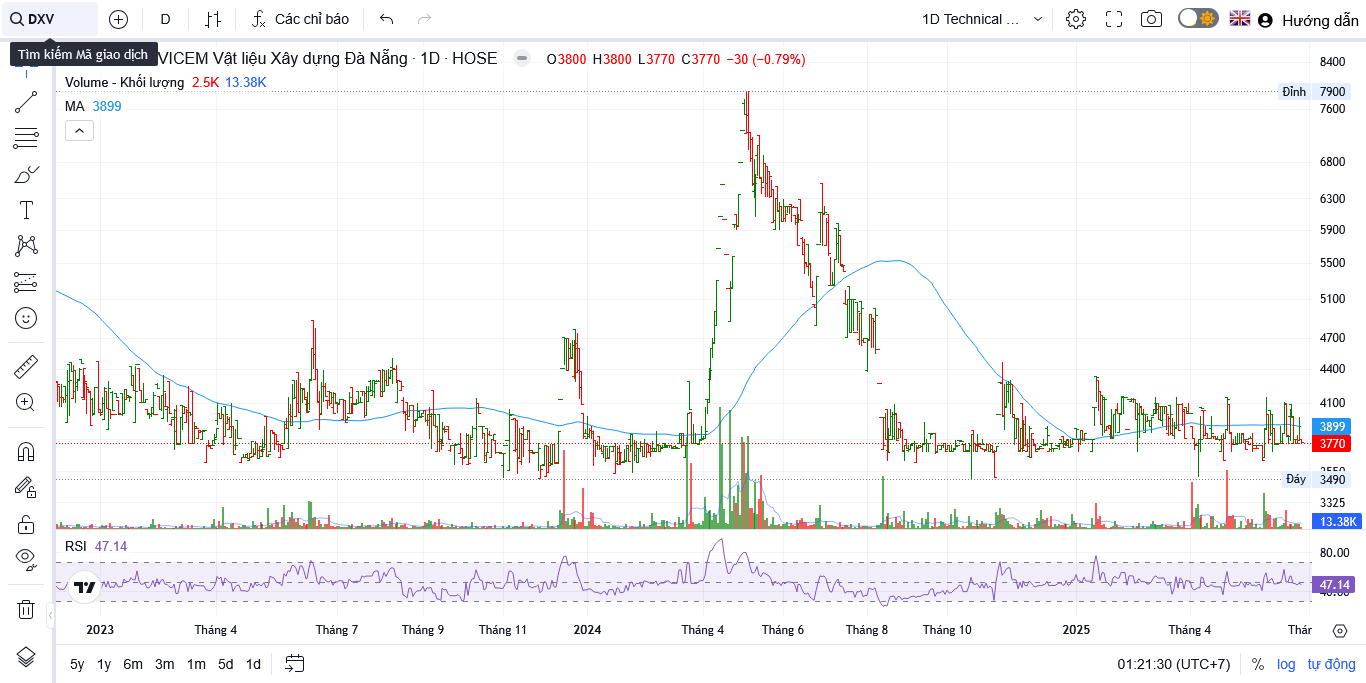 DXV
D
Các chỉ báo
1D Technical ...
Hướng dẫn
Tìm kiếm Mã giao dịch
VICEM Vật liệu Xây dựng Đà Nẵng · 1D · HOSE
O3800 H3800 L3770 C3770 −30 (−0.79%)
Volume - Khối lượng 2.5K 13.38K
MA 3899
8400
Đỉnh 7900
7600
6800
6300
5900
5500
5100
4700
4400
4100
3899
3770
3550
Đáy 3490
3325
13.38K
RSI 47.14
80.00
47.14
40.00
2023 Tháng 4 Tháng 7 Tháng 9 Tháng 11 2024 Tháng 4 Tháng 6 Tháng 8 Tháng 10 2025 Tháng 4 Thár
5y 1y 6m 3m 1m 5d 1d
01:21:30 (UTC+7) % log tự động